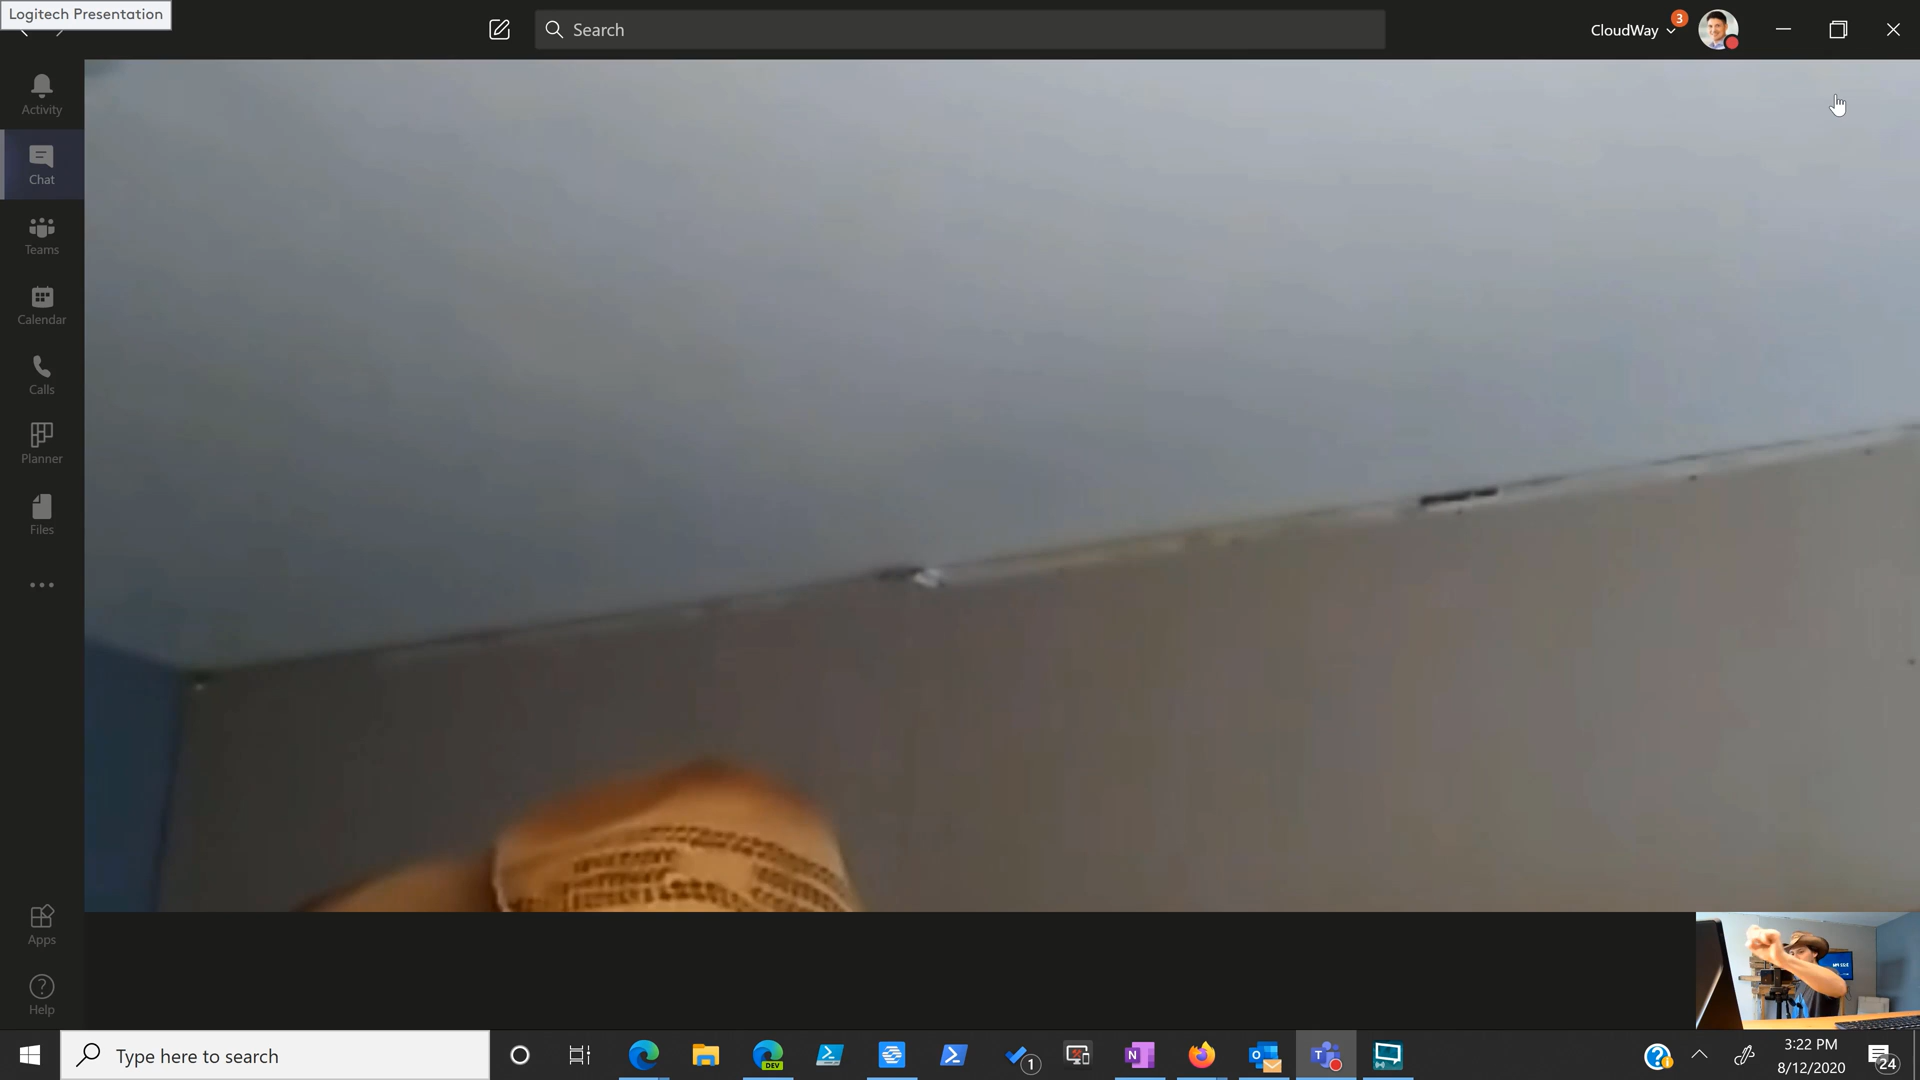 Logitech Presentation
Search
CloudWay
3
Activity
Chat
Teams
Calendar
Calls
Planner
Files
Apps
Help
Type here to search
DEV
1
N
O
T
3:22 PM
8/12/2020
24